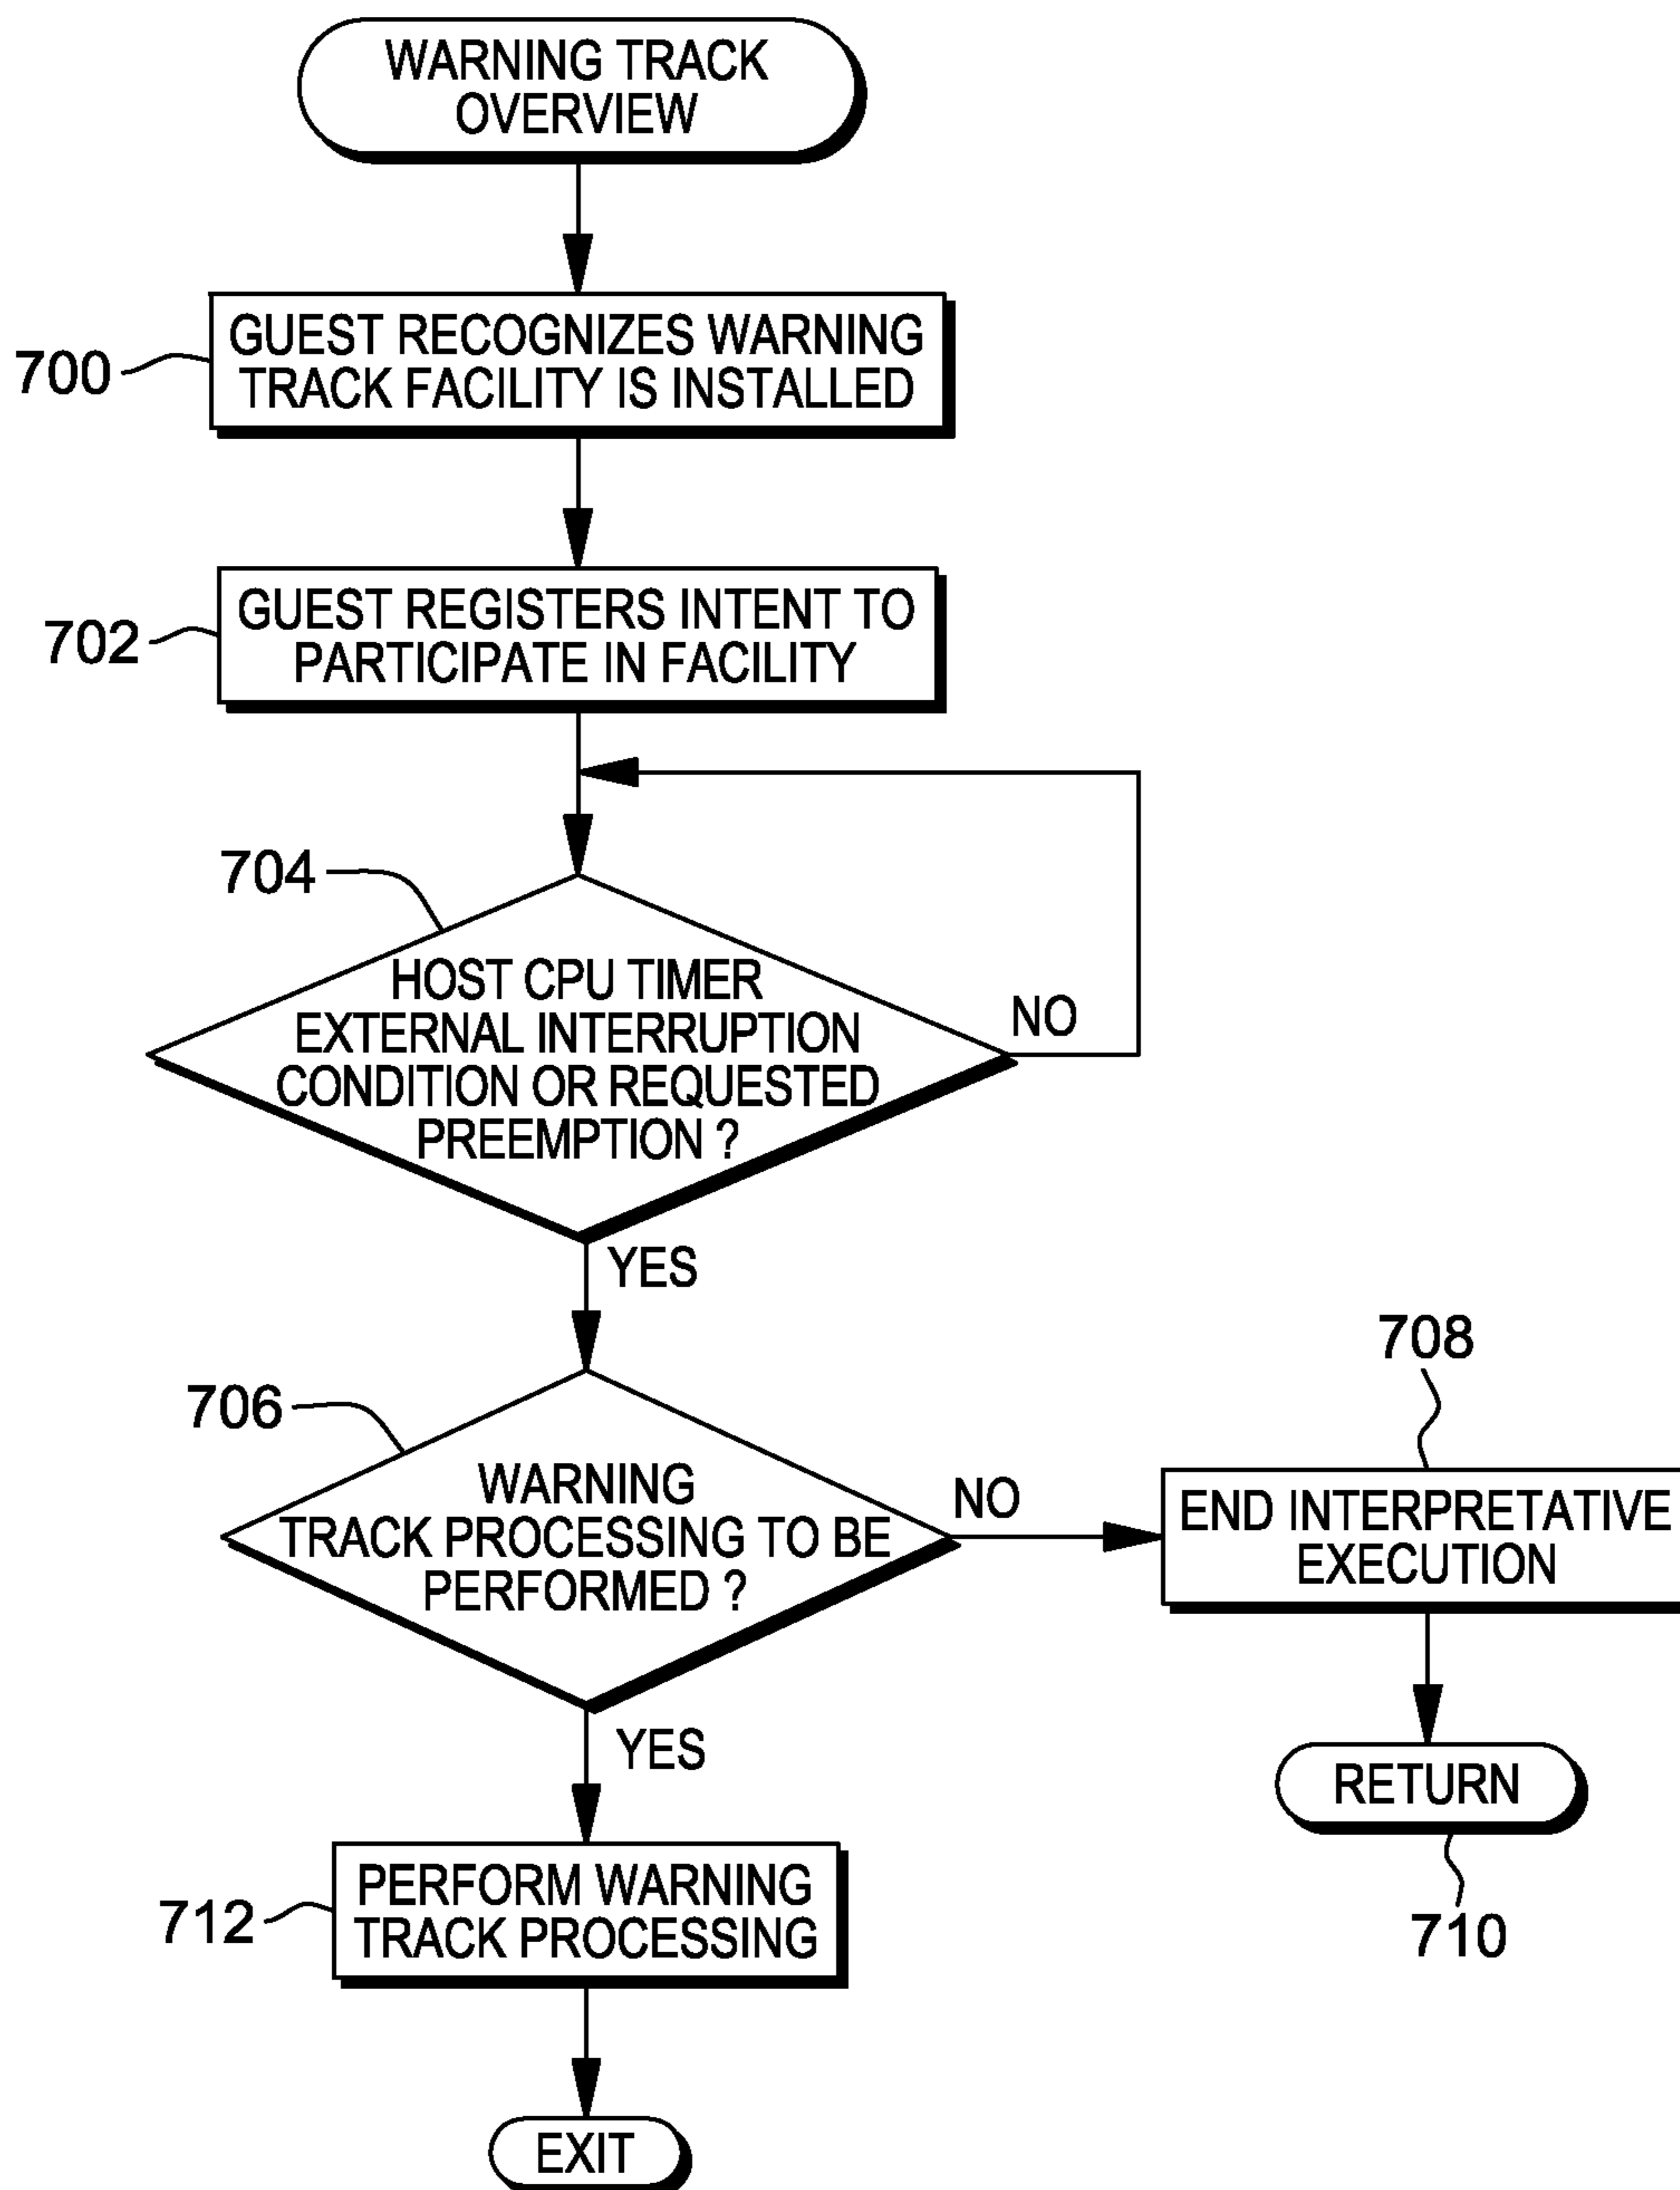 WARNING TRACK
OVERVIEW
700
GUEST RECOGNIZES WARNING
TRACK FACILITY IS INSTALLED
702
GUEST REGISTERS INTENT TO
PARTICIPATE IN FACILITY
704
HOST CPU TIMER
EXTERNAL INTERRUPTION
CONDITION OR REQUESTED
PREEMPTION ?
NO
YES
706
WARNING
TRACK PROCESSING TO BE
PERFORMED ?
NO
708
END INTERPRETATIVE
EXECUTION
RETURN
710
YES
712
PERFORM WARNING
TRACK PROCESSING
EXIT